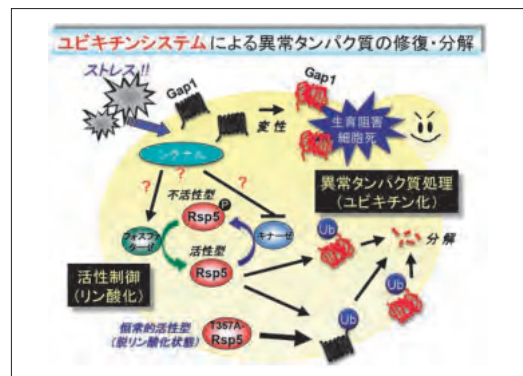 ユビキチンシステムによる異常タンパク質の修復・分解
ストレス!!
Gap1
Gap1
変性
生育阻害
細胞死
シグナル
?
?
?
異常タンパク質処理
(ユビキチン化)
不活性型
P
Rsp5
フォスファターゼ
キナーゼ
活性型
Rsp5
Ub
分解
活性制御
(リン酸化)
Ub
Ub
恒常的活性型
(脱リン酸化状態)
T357A-
Rsp5